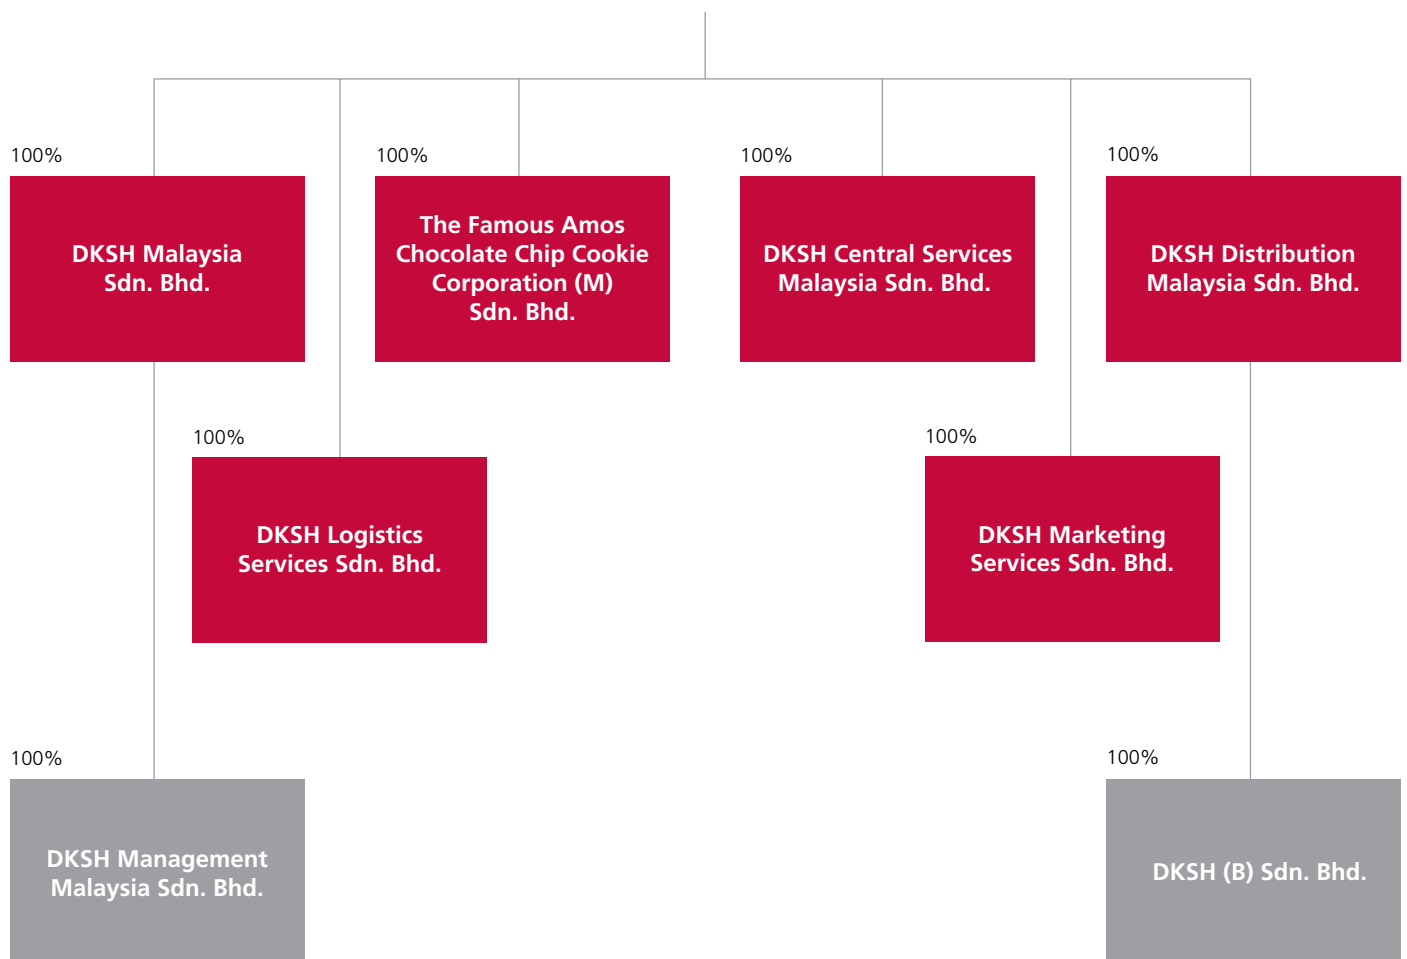 100%
DKSH Malaysia
Sdn. Bhd.
100%
The Famous Amos
Chocolate Chip Cookie
Corporation (M)
Sdn. Bhd.
100%
DKSH Central Services
Malaysia Sdn. Bhd.
100%
DKSH Distribution
Malaysia Sdn. Bhd.
100%
DKSH Logistics
Services Sdn. Bhd.
100%
DKSH Marketing
Services Sdn. Bhd.
100%
DKSH Management
Malaysia Sdn. Bhd.
100%
DKSH (B) Sdn. Bhd.